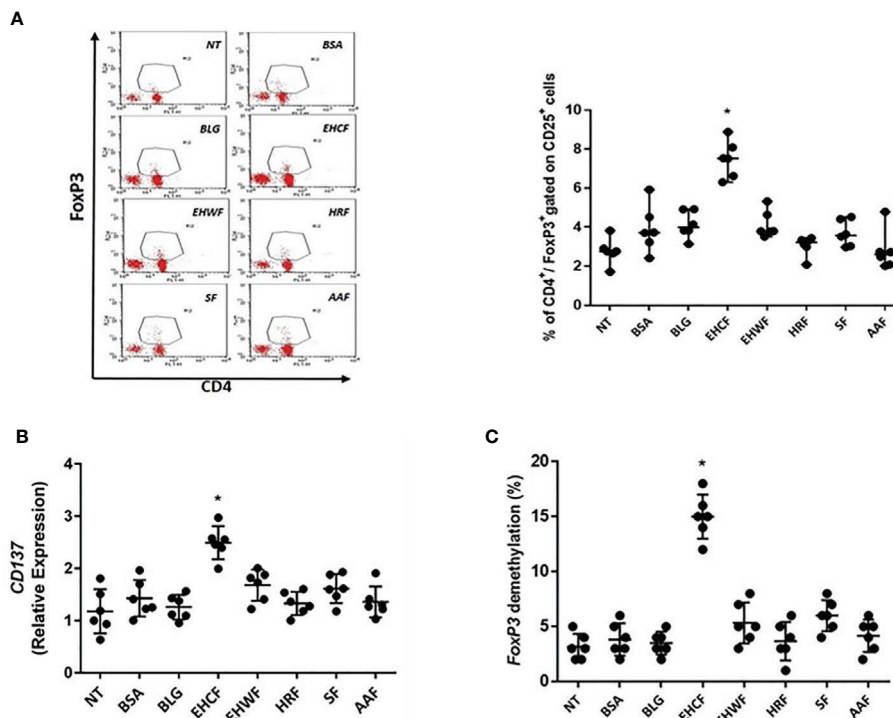 A
NT
BSA
BLG
EHCF
EHWF
HRF
SF
AAF
FoxP3
CD4
% of CD4+/ FoxP3+gated on CD25+ cells
10
8
6
4
2
0
*
NT BSA BLG EHCF EHWF HRF SF AAF
B
CD137
(Relative Expression)
4
3
2
1
0
*
NT BSA BLG EHCF EHWF HRF SF AAF
C
FoxP3 demethylation (%)
20
15
10
5
0
*
NT BSA BLG EHCF EHWF HRF SF AAF